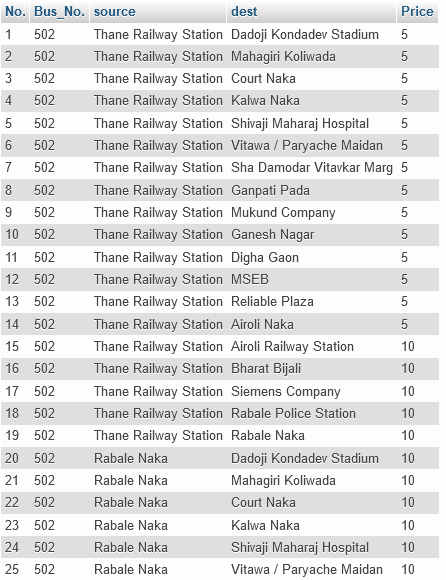 No. Bus_No. source dest Price
1 502 Thane Railway Station Dadoji Kondadev Stadium 5
2 502 Thane Railway Station Mahagiri Koliwada 5
3 502 Thane Railway Station Court Naka 5
4 502 Thane Railway Station Kalwa Naka 5
5 502 Thane Railway Station Shivaji Maharaj Hospital 5
6 502 Thane Railway Station Vitawa / Paryache Maidan 5
7 502 Thane Railway Station Sha Damodar Vitavkar Marg 5
8 502 Thane Railway Station Ganpati Pada 5
9 502 Thane Railway Station Mukund Company 5
10 502 Thane Railway Station Ganesh Nagar 5
11 502 Thane Railway Station Digha Gaon 5
12 502 Thane Railway Station MSEB 5
13 502 Thane Railway Station Reliable Plaza 5
14 502 Thane Railway Station Airoli Naka 5
15 502 Thane Railway Station Airoli Railway Station 10
16 502 Thane Railway Station Bharat Bijali 10
17 502 Thane Railway Station Siemens Company 10
18 502 Thane Railway Station Rabale Police Station 10
19 502 Thane Railway Station Rabale Naka 10
20 502 Rabale Naka Dadoji Kondadev Stadium 10
21 502 Rabale Naka Mahagiri Koliwada 10
22 502 Rabale Naka Court Naka 10
23 502 Rabale Naka Kalwa Naka 10
24 502 Rabale Naka Shivaji Maharaj Hospital 10
25 502 Rabale Naka Vitawa / Paryache Maidan 10